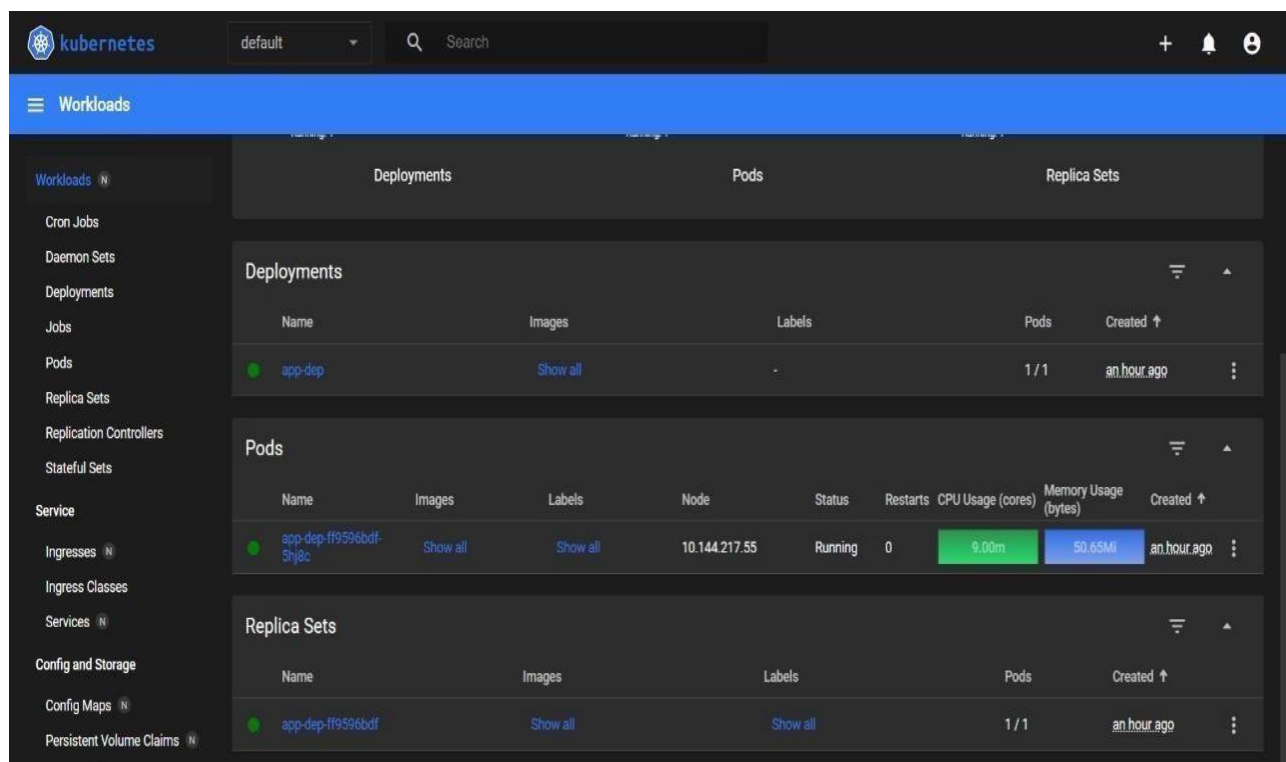 kubernetes default Search
Workloads
Deployments Pods Replica Sets
Workloads N
Cron Jobs
Daemon Sets
Deployments
Jobs
Pods
Replica Sets
Replication Controllers
Stateful Sets
Service
Ingresses N
Ingress Classes
Services N
Config and Storage
Config Maps N
Persistent Volume Claims N
Deployments
Name Images Labels Pods Created
app-dep Show all - 1 / 1 an hour ago
Pods
Name Images Labels Node Status Restarts CPU Usage (cores) Memory Usage (bytes) Created
app-dep-ff9596bdf-5hj8c Show all Show all 10.144.217.55 Running 0 9.00m 50.65Mi an hour ago
Replica Sets
Name Images Labels Pods Created
app-dep-ff9596bdf Show all Show all 1 / 1 an hour ago